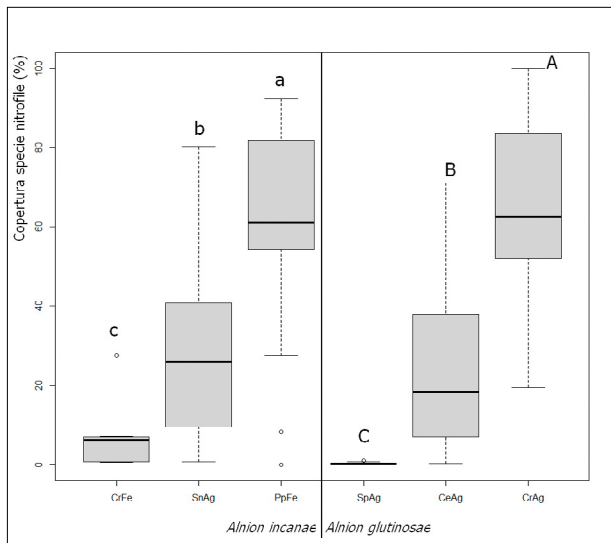 Copertura specie nitrofile (%)
100
80
60
40
20
0
c
b
a
C
B
A
CrFe
SnAg
PpFe
SpAg
CeAg
CrAg
Alnion incanae
Alnion glutinosae